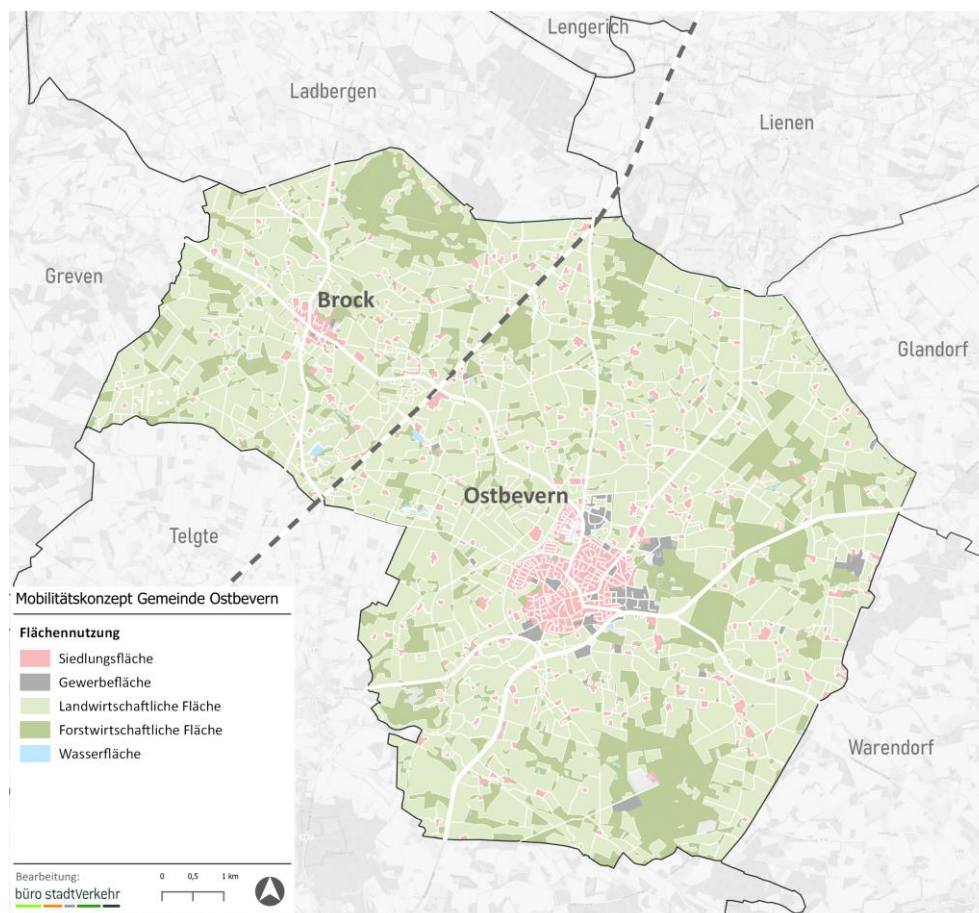 Lengerich
Ladbergen
Lienen
Greven
Brock
Glandorf
Ostbevern
Telgte
Warendorf
Mobilitätskonzept Gemeinde Ostbevern
Flächennutzung
Siedlungsfläche
Gewerbefläche
Landwirtschaftliche Fläche
Forstwirtschaftliche Fläche
Wasserfläche
Bearbeitung:
büro stadtVerkehr
0 0,5 1 km